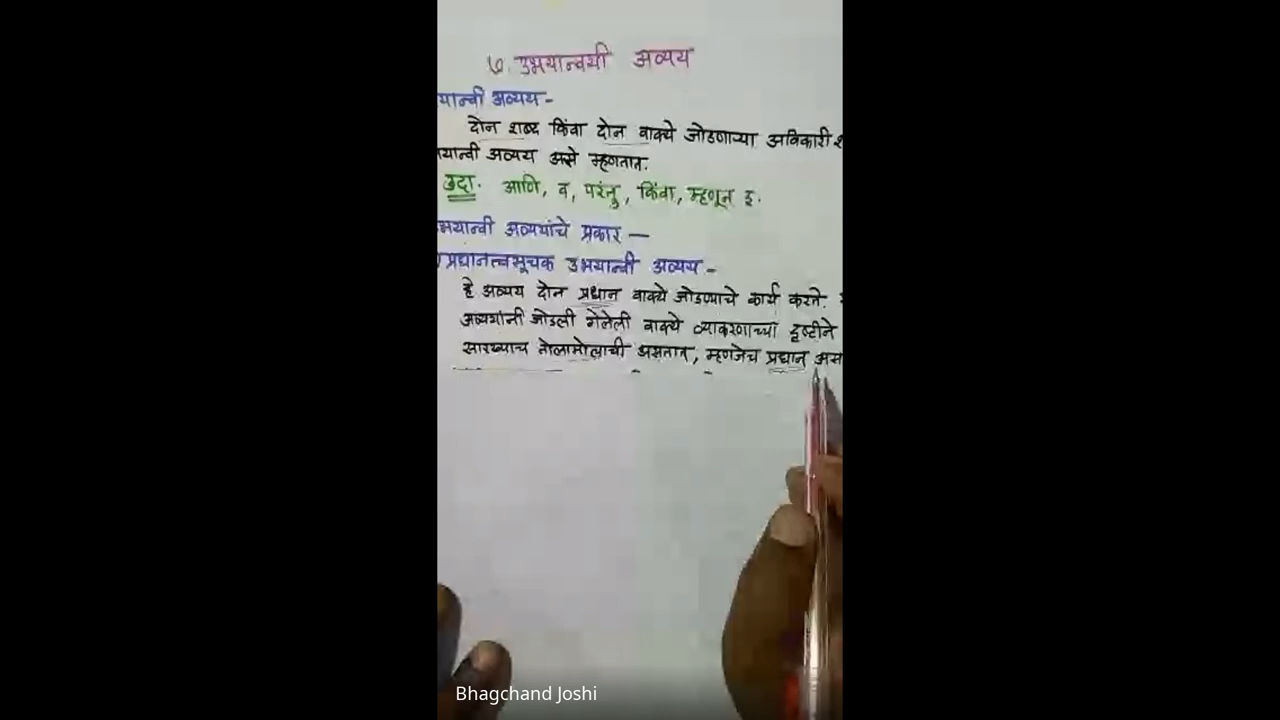 ७. उभयान्वयी अव्यय
यान्वी अव्यय -
दोन शब्द किंवा दोन वाक्ये जोडणाऱ्या अविकारी श
यान्वी अव्यय असे म्हणतात.
उदा. आणि, व, परंतु, किंवा, म्हणून इ.
भयान्वी अव्ययांचे प्रकार —
प्रधानत्वसूचक उभयान्वी अव्यय -
हे अव्यय दोन प्रधान वाक्ये जोडण्याचे कार्य करते.
अव्ययांनी जोडली गेलेली वाक्ये व्याकरणाच्या दृष्टीने
सारख्याच तोलामोलाची असतात, म्हणजेच प्रधान अस
Bhagchand Joshi